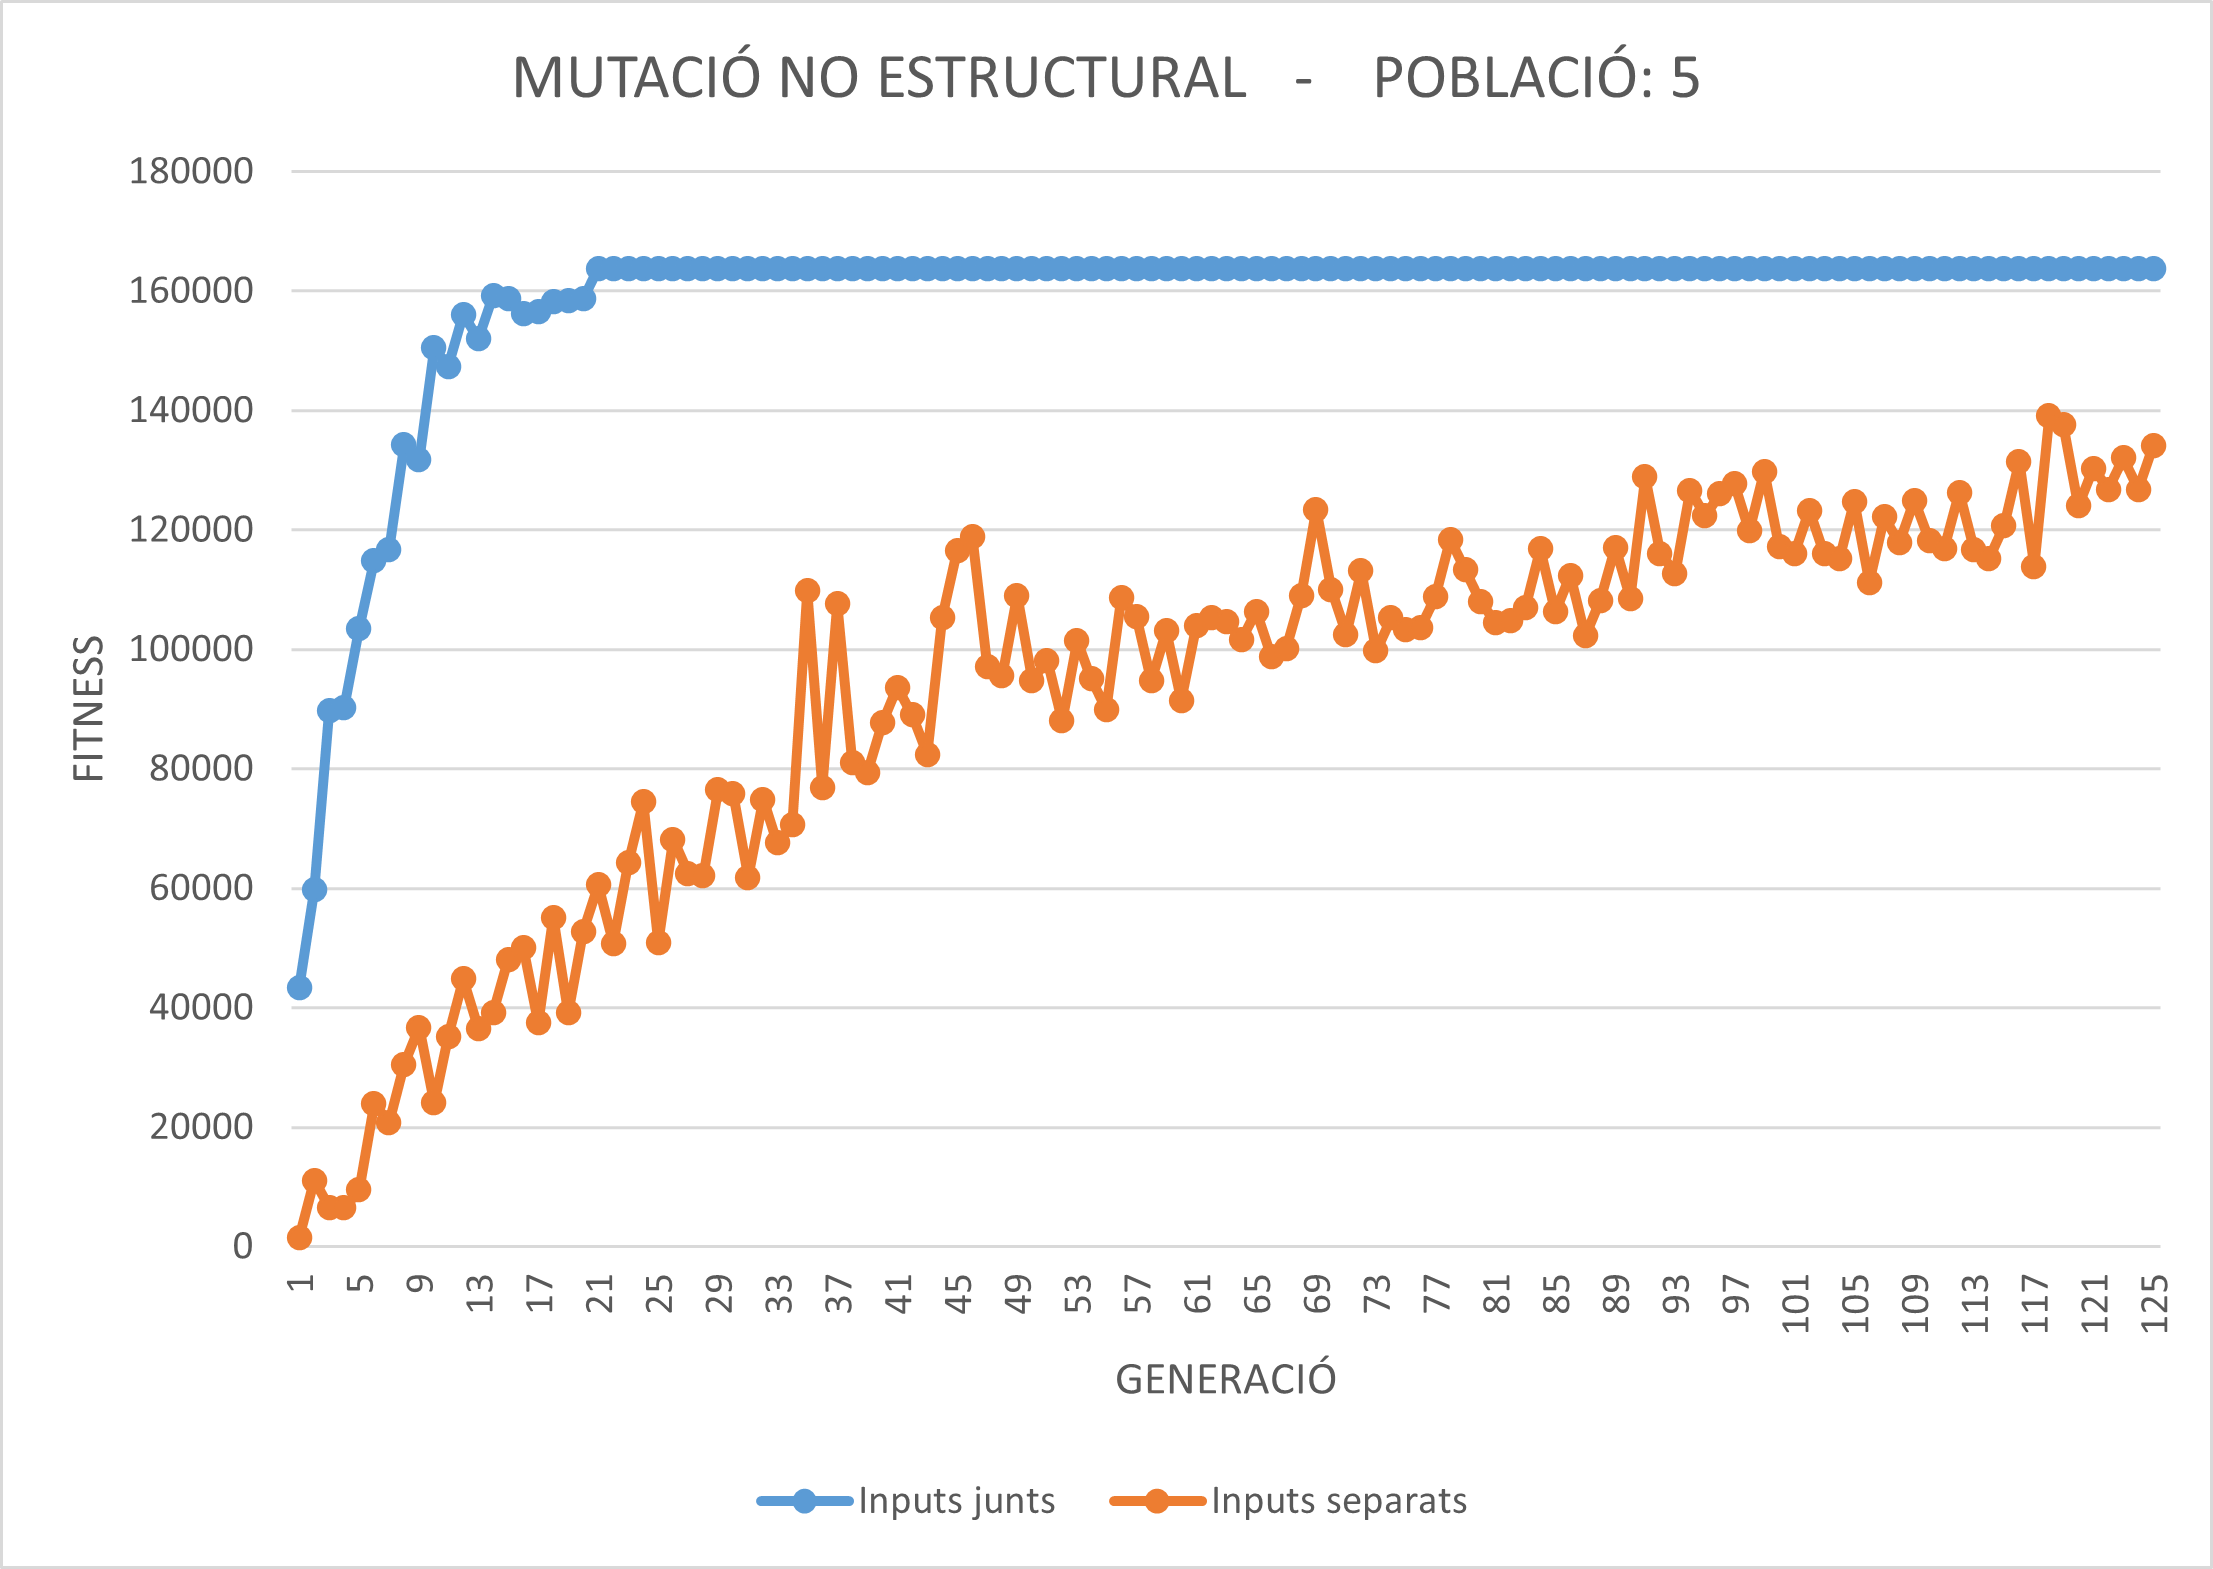 MUTACIÓ NO ESTRUCTURAL - POBLACIÓ: 5
180000
160000
140000
120000
100000
80000
60000
40000
20000
0
FITNESS
1 5 9 13 17 21 25 29 33 37 41 45 49 53 57 61 65 69 73 77 81 85 89 93 97 101 105 109 113 117 121 125
GENERACIÓ
Inputs junts Inputs separats